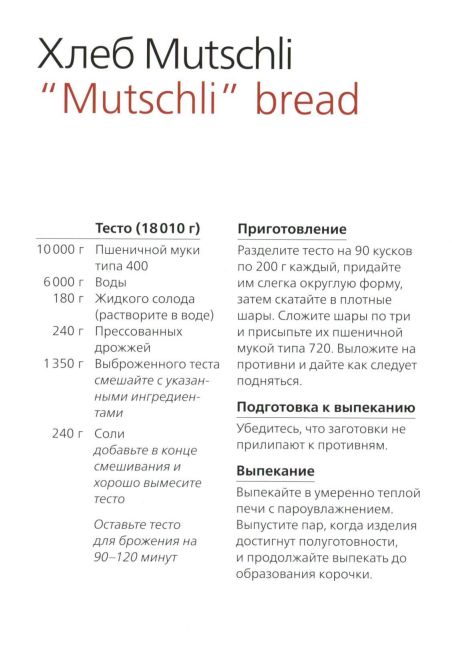 Хлеб Mutschli
“Mutschli” bread
Тесто (18 010 г)
10 000 г Пшеничной муки
типа 400
6 000 г Воды
180 г Жидкого солода
(растворите в воде)
240 г Прессованных
дрожжей
1 350 г Выброженного теста
смешайте с указан-
ными ингредиен-
тами
240 г Соли
добавьте в конце
смешивания и
хорошо вымесите
тесто
Оставьте тесто
для брожения на
90–120 минут
Приготовление
Разделите тесто на 90 кусков
по 200 г каждый, придайте
им слегка округлую форму,
затем скатайте в плотные
шары. Сложите шары по три
и присыпьте их пшеничной
мукой типа 720. Выложите на
противни и дайте как следует
подняться.
Подготовка к выпеканию
Убедитесь, что заготовки не
прилипают к противням.
Выпекание
Выпекайте в умеренно теплой
печи с пароувлажнением.
Выпустите пар, когда изделия
достигнут полуготовности,
и продолжайте выпекать до
образования корочки.